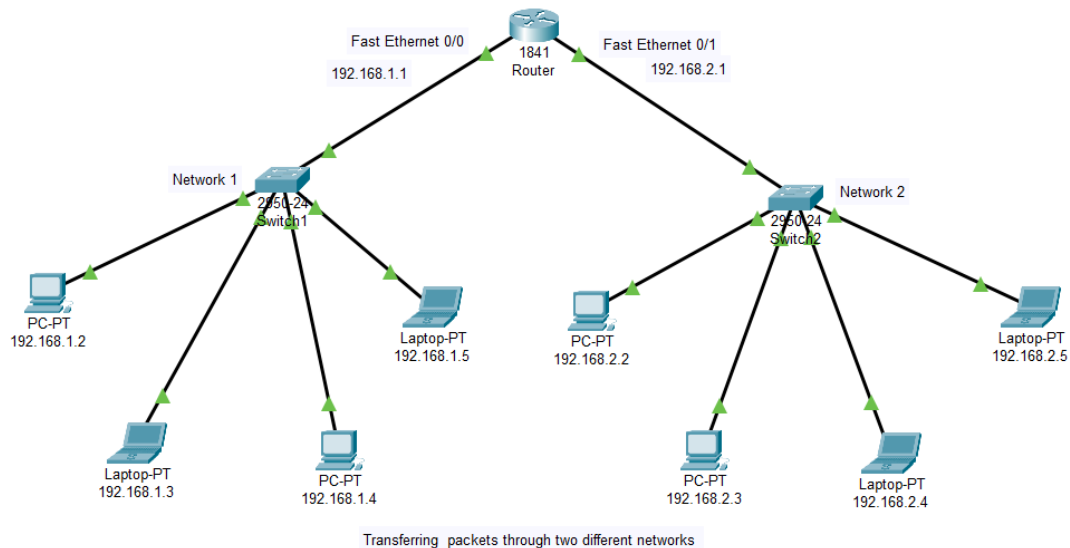 Fast Ethernet 0/0
192.168.1.1
1841
Router
Fast Ethernet 0/1
192.168.2.1
Network 1
2950-24
Switch1
Network 2
2950-24
Switch2
PC-PT
192.168.1.2
Laptop-PT
192.168.1.3
PC-PT
192.168.1.4
Laptop-PT
192.168.1.5
PC-PT
192.168.2.2
PC-PT
192.168.2.3
Laptop-PT
192.168.2.4
Laptop-PT
192.168.2.5
Transferring packets through two different networks